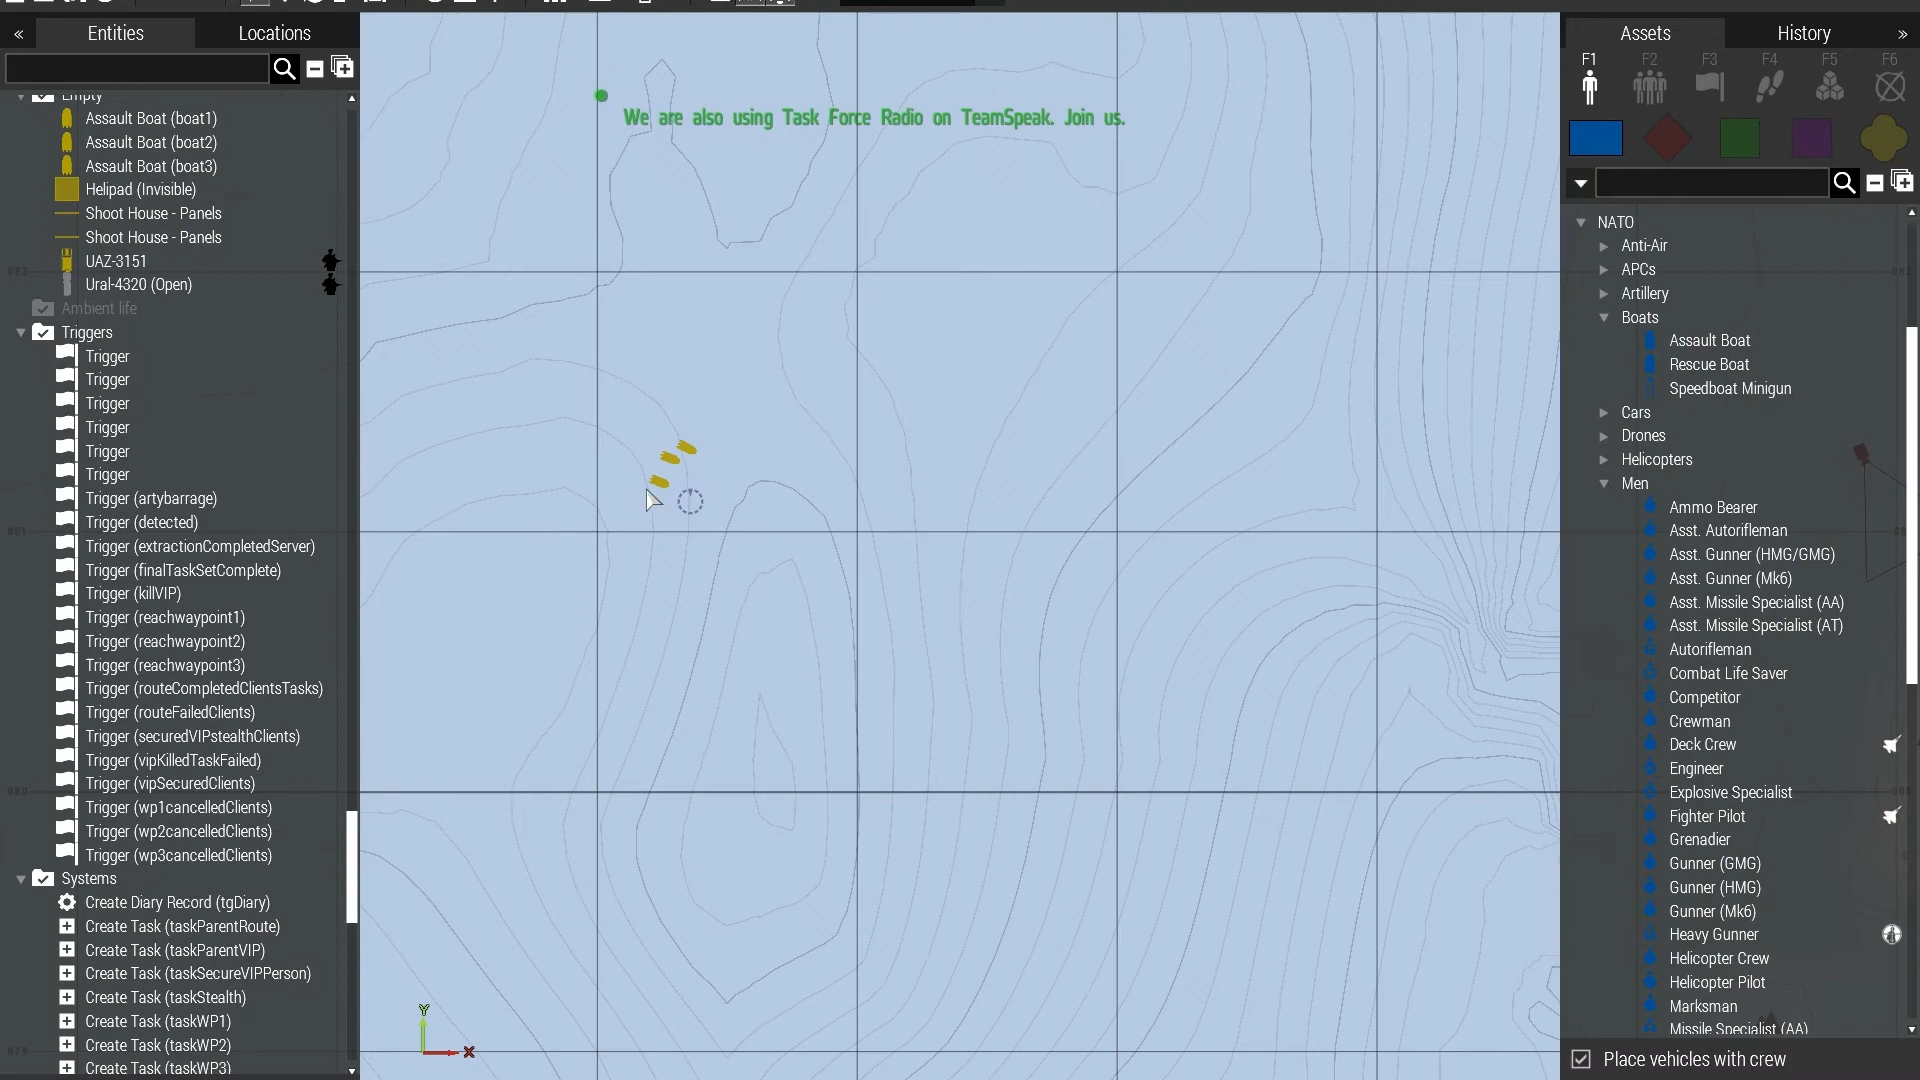 « Entities Locations
Empty
Assault Boat (boat1)
Assault Boat (boat2)
Assault Boat (boat3)
Helipad (Invisible)
Shoot House - Panels
Shoot House - Panels
UAZ-3151
Ural-4320 (Open)
Ambient life
Triggers
Trigger
Trigger
Trigger
Trigger
Trigger
Trigger
Trigger (artybarrage)
Trigger (detected)
Trigger (extractionCompletedServer)
Trigger (finalTaskSetComplete)
Trigger (killVIP)
Trigger (reachwaypoint1)
Trigger (reachwaypoint2)
Trigger (reachwaypoint3)
Trigger (routeCompletedClientsTasks)
Trigger (routeFailedClients)
Trigger (securedVIPstealthClients)
Trigger (vipKilledTaskFailed)
Trigger (vipSecuredClients)
Trigger (wp1cancelledClients)
Trigger (wp2cancelledClients)
Trigger (wp3cancelledClients)
Systems
Create Diary Record (tgDiary)
Create Task (taskParentRoute)
Create Task (taskParentVIP)
Create Task (taskSecureVIPPerson)
Create Task (taskStealth)
Create Task (taskWP1)
Create Task (taskWP2)
Create Task (taskWP3)
We are also using Task Force Radio on TeamSpeak. Join us.
Y
X
Assets History »
F1 F2 F3 F4 F5 F6
NATO
Anti-Air
APCs
Artillery
Boats
Assault Boat
Rescue Boat
Speedboat Minigun
Cars
Drones
Helicopters
Men
Ammo Bearer
Asst. Autorifleman
Asst. Gunner (HMG/GMG)
Asst. Gunner (Mk6)
Asst. Missile Specialist (AA)
Asst. Missile Specialist (AT)
Autorifleman
Combat Life Saver
Competitor
Crewman
Deck Crew
Engineer
Explosive Specialist
Fighter Pilot
Grenadier
Gunner (GMG)
Gunner (HMG)
Gunner (Mk6)
Heavy Gunner
Helicopter Crew
Helicopter Pilot
Marksman
Missile Specialist (AA)
Place vehicles with crew